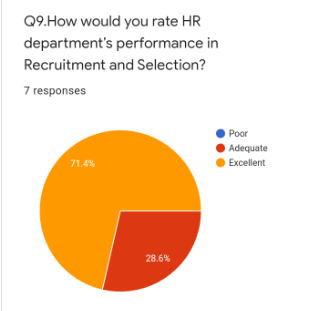 Q9.How would you rate HR
department's performance in
Recruitment and Selection?
7 responses
Poor
Adequate
Excellent
71.4%
28.6%